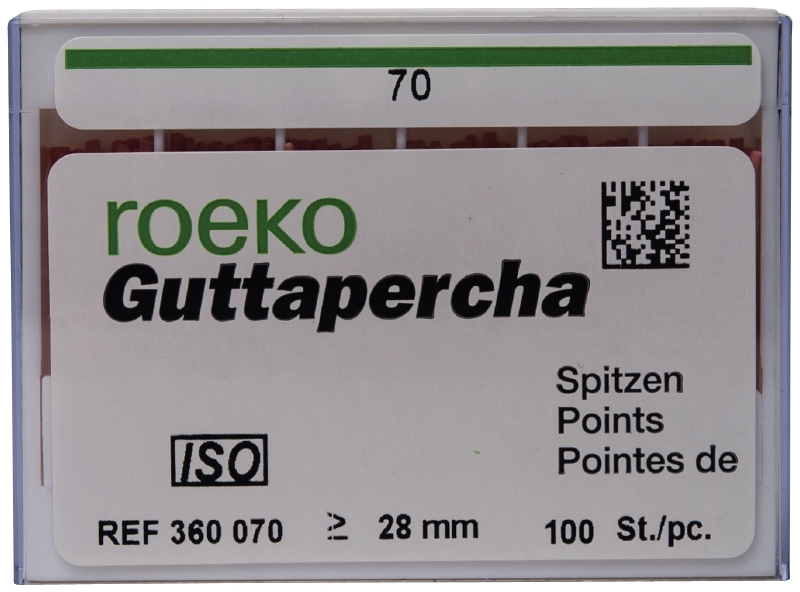 70
roeko
Guttapercha
Spitzen
Points
Pointes de
ISO
REF 360 070 ≥ 28 mm 100 St./pc.